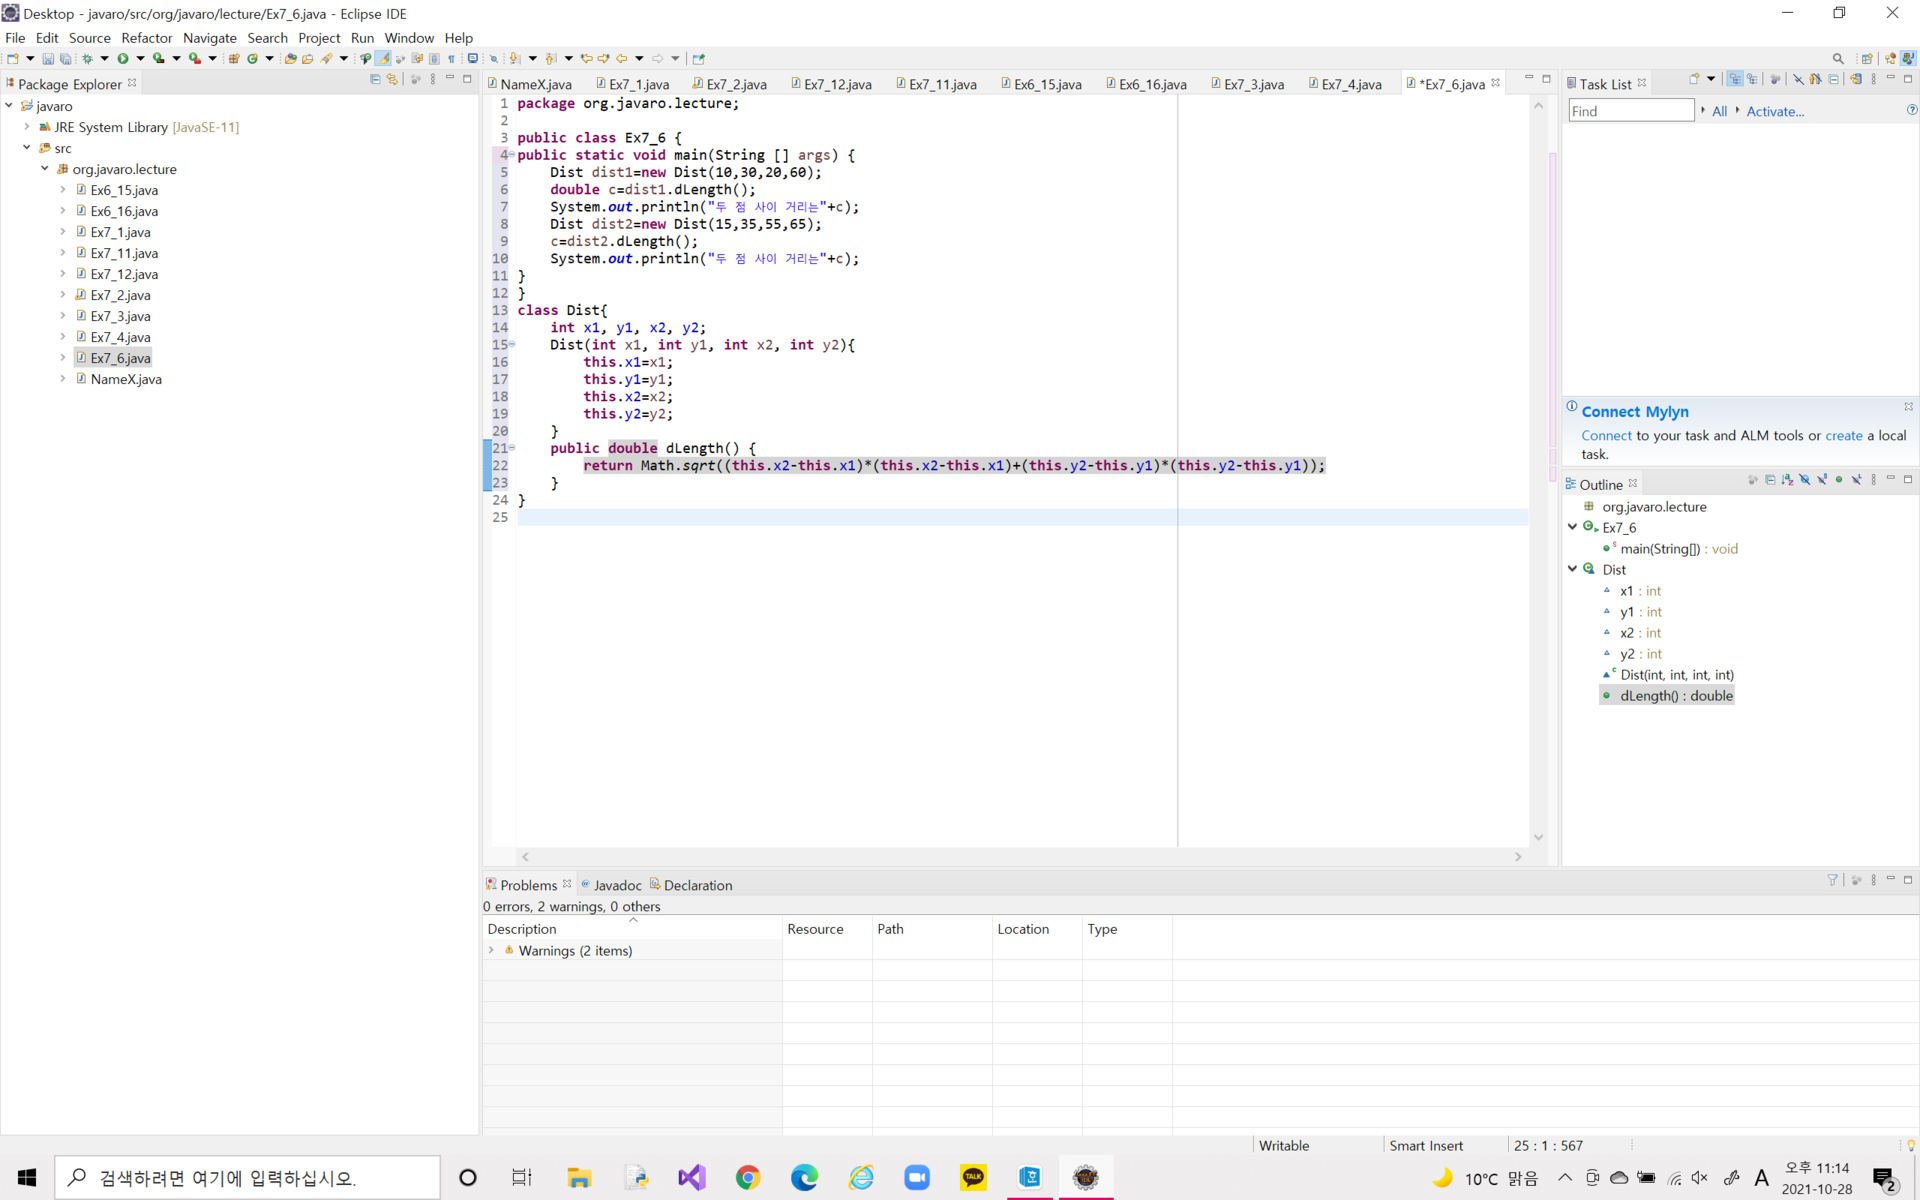 Desktop - javaro/src/org/javaro/lecture/Ex7_6.java - Eclipse IDE
File Edit Source Refactor Navigate Search Project Run Window Help
Package Explorer
javaro
JRE System Library [JavaSE-11]
src
org.javaro.lecture
Ex6_15.java
Ex6_16.java
Ex7_1.java
Ex7_11.java
Ex7_12.java
Ex7_2.java
Ex7_3.java
Ex7_4.java
Ex7_6.java
NameX.java
NameX.java Ex7_1.java Ex7_2.java Ex7_12.java Ex7_11.java Ex6_15.java Ex6_16.java Ex7_3.java Ex7_4.java *Ex7_6.java
1 package org.javaro.lecture;
2
3 public class Ex7_6 {
4 public static void main(String [] args) {
5 Dist dist1=new Dist(10,30,20,60);
6 double c=dist1.dLength();
7 System.out.println("두 점 사이 거리는"+c);
8 Dist dist2=new Dist(15,35,55,65);
9 c=dist2.dLength();
10 System.out.println("두 점 사이 거리는"+c);
11 }
12 }
13 class Dist{
14 int x1, y1, x2, y2;
15 Dist(int x1, int y1, int x2, int y2){
16 this.x1=x1;
17 this.y1=y1;
18 this.x2=x2;
19 this.y2=y2;
20 }
21 public double dLength() {
22 return Math.sqrt((this.x2-this.x1)*(this.x2-this.x1)+(this.y2-this.y1)*(this.y2-this.y1));
23 }
24 }
25
Task List
Find All Activate...
Connect Mylyn
Connect to your task and ALM tools or create a local
task.
Outline
org.javaro.lecture
Ex7_6
main(String[]) : void
Dist
x1 : int
y1 : int
x2 : int
y2 : int
Dist(int, int, int, int)
dLength() : double
Problems Javadoc Declaration
0 errors, 2 warnings, 0 others
Description Resource Path Location Type
Warnings (2 items)
Writable Smart Insert 25 : 1 : 567
검색하려면 여기에 입력하십시오.
TALK
10°C 맑음
A
오후 11:14
2021-10-28
2